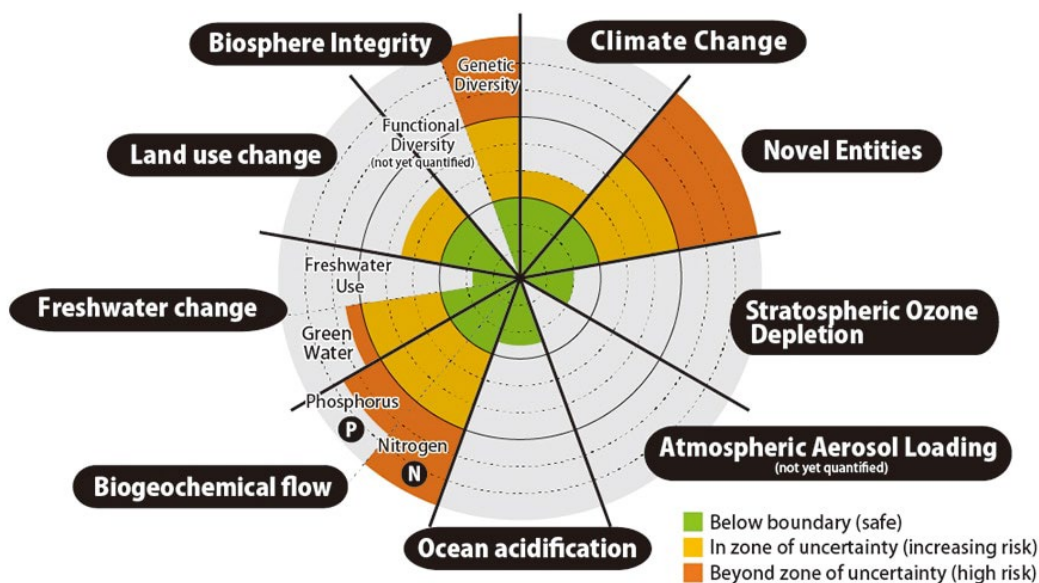 Biosphere Integrity
Climate Change
Genetic
Diversity
Functional
Diversity
(not yet quantified)
Land use change
Novel Entities
Freshwater
Use
Freshwater change
Green
Water
Stratospheric Ozone
Depletion
Phosphorus
P
Nitrogen
N
Biogeochemical flow
Atmospheric Aerosol Loading
(not yet quantified)
Ocean acidification
Below boundary (safe)
In zone of uncertainty (increasing risk)
Beyond zone of uncertainty (high risk)